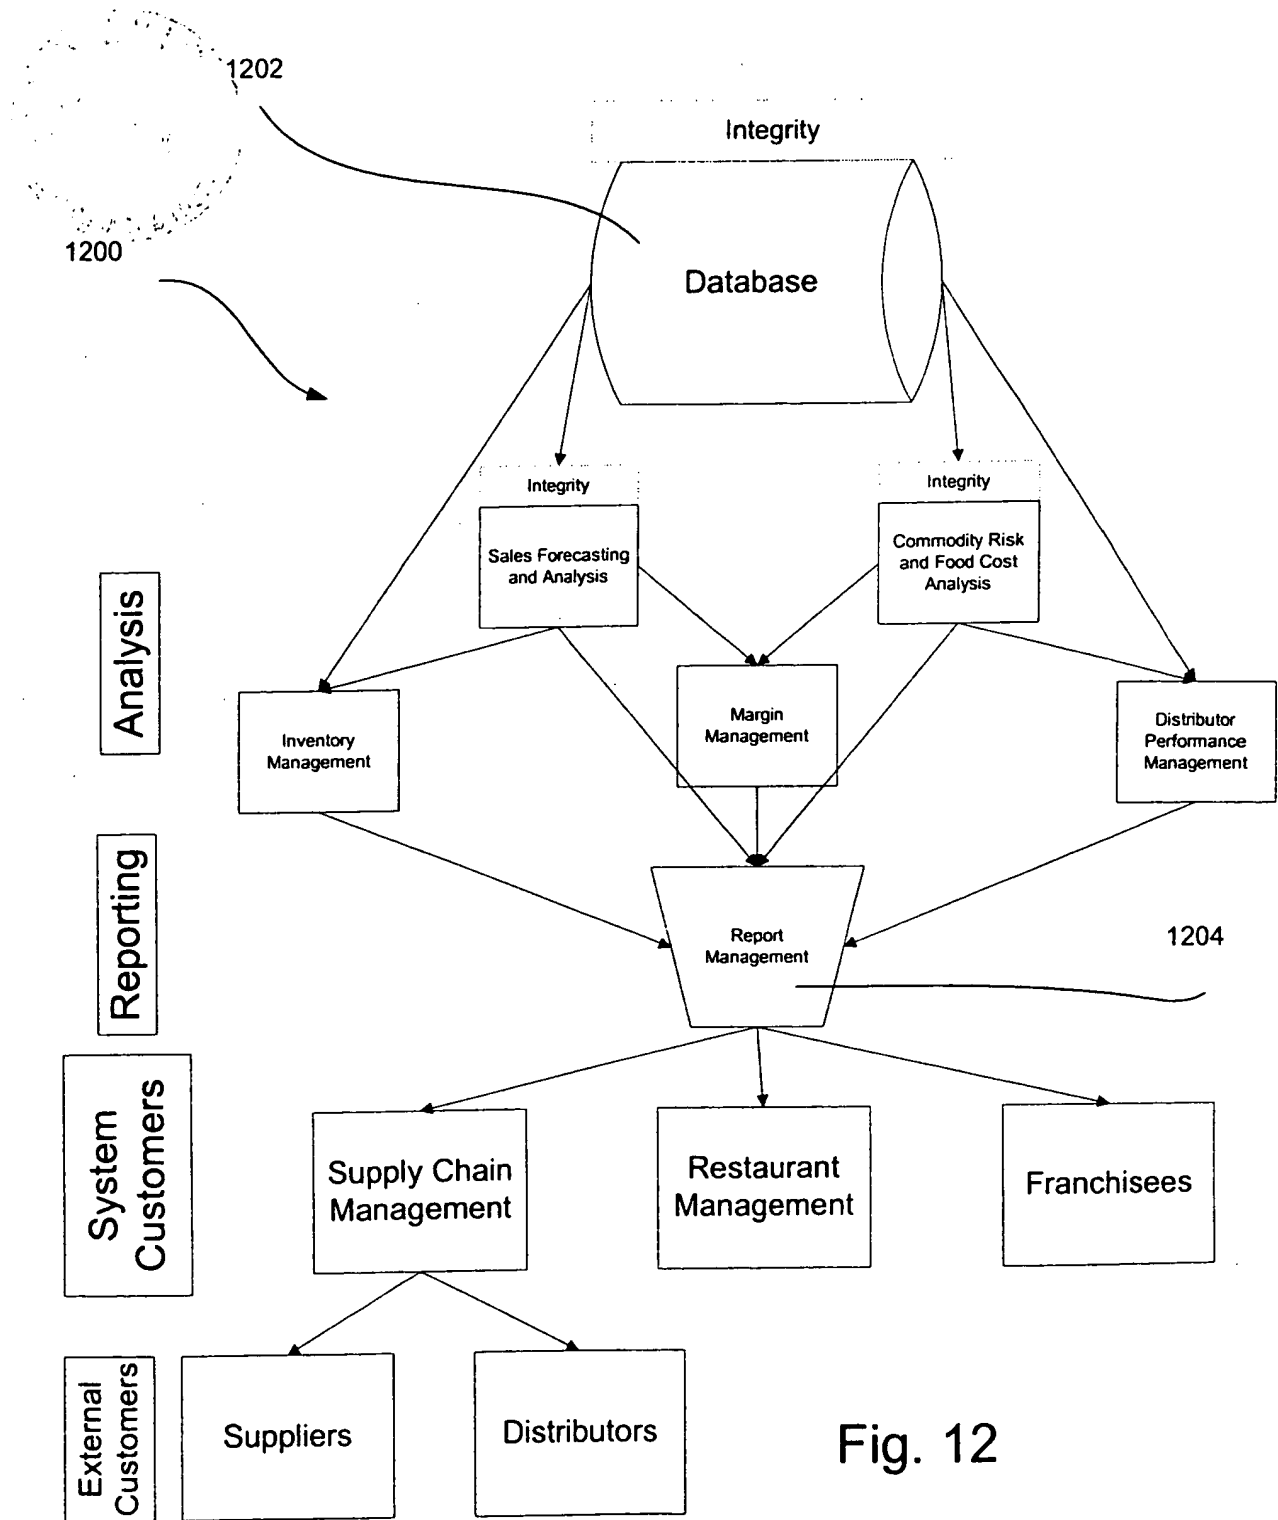 1202
Integrity
1200
Database
Integrity
Integrity
Sales Forecasting
and Analysis
Commodity Risk
and Food Cost
Analysis
Analysis
Inventory
Management
Margin
Management
Distributor
Performance
Management
Reporting
Report
Management
1204
System
Customers
Supply Chain
Management
Restaurant
Management
Franchisees
External
Customers
Suppliers
Distributors
Fig. 12